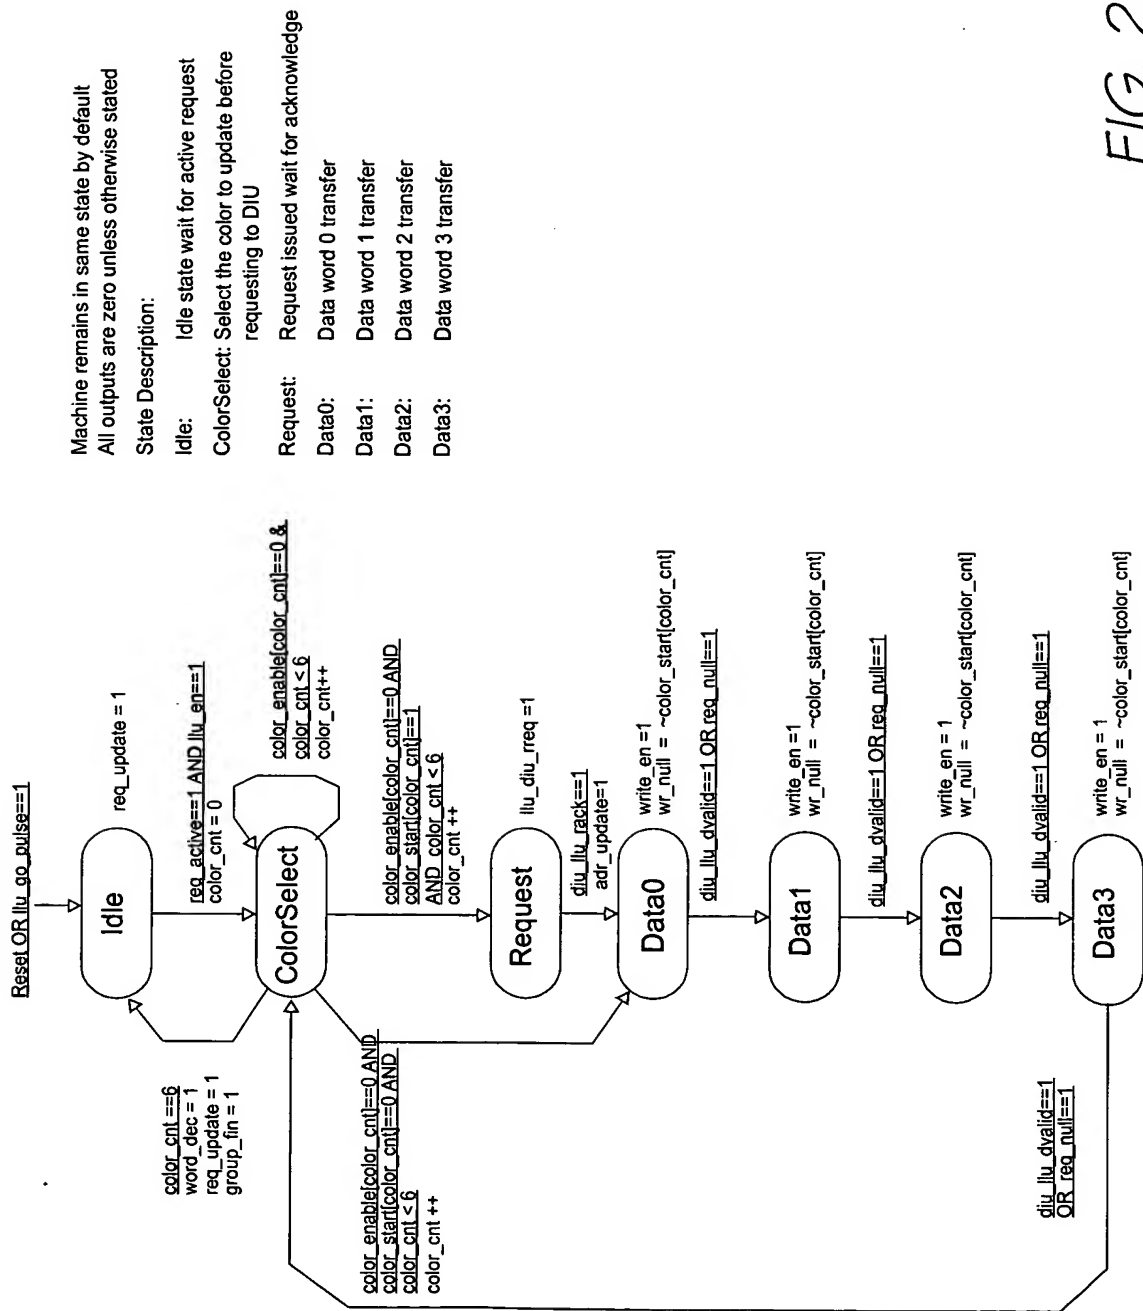 Reset OR llu_go_pulse==1
Idle
req_update = 1
req_active==1 AND llu_en==1
color_cnt = 0
color_cnt ==6
word_dec = 1
req_update = 1
group_fin = 1
ColorSelect
color_enable[color_cnt]==0 &
color_cnt < 6
color_cnt++
color_enable[color_cnt]==0 AND
color_start[color_cnt]==1
AND color_cnt < 6
color_cnt ++
color_enable[color_cnt]==0 AND
color_start[color_cnt]==0 AND
color_cnt < 6
color_cnt ++
Request
llu_diu_rreq =1
diu_llu_rack==1
adr_update=1
Data0
write_en =1
wr_null = ~color_start[color_cnt]
diu_llu_dvalid==1 OR req_null==1
Data1
write_en =1
wr_null = ~color_start[color_cnt]
diu_llu_dvalid==1 OR req_null==1
Data2
write_en = 1
wr_null = ~color_start[color_cnt]
diu_llu_dvalid==1 OR req_null==1
Data3
write_en = 1
wr_null = ~color_start[color_cnt]
diu_llu_dvalid==1
OR req_null==1
Machine remains in same state by default
All outputs are zero unless otherwise stated
State Description:
Idle: Idle state wait for active request
ColorSelect: Select the color to update before
requesting to DIU
Request: Request issued wait for acknowledge
Data0: Data word 0 transfer
Data1: Data word 1 transfer
Data2: Data word 2 transfer
Data3: Data word 3 transfer
FIG. 2